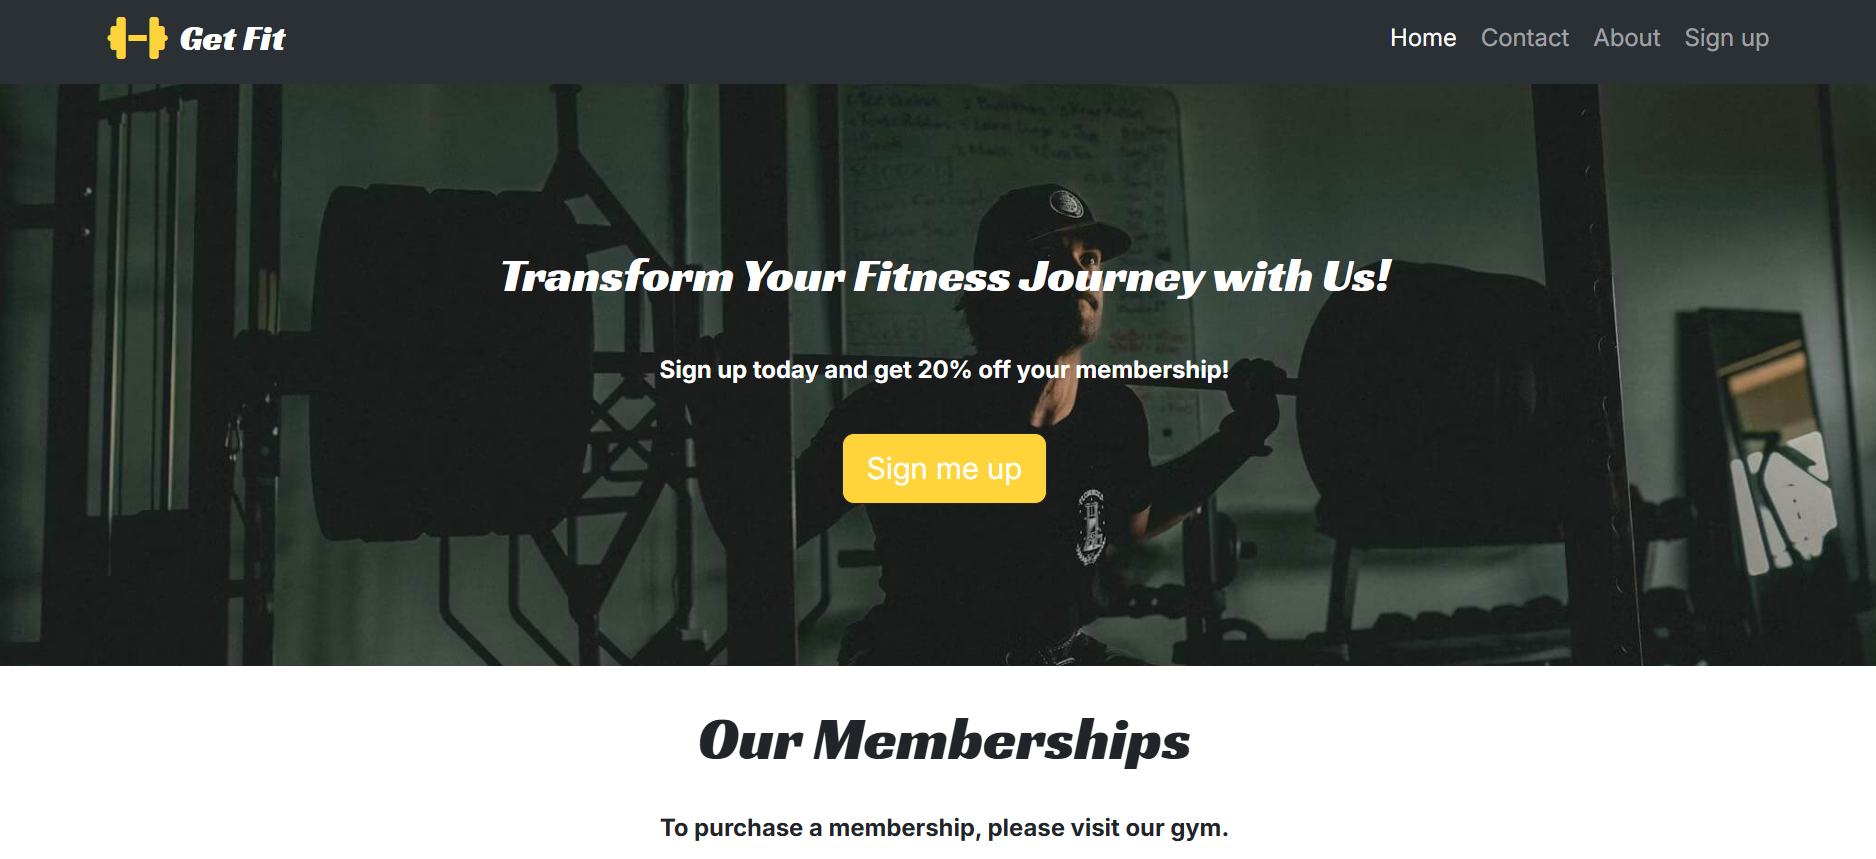 Get Fit
Home Contact About Sign up
Transform Your Fitness Journey with Us!
Sign up today and get 20% off your membership!
Sign me up
Our Memberships
To purchase a membership, please visit our gym.